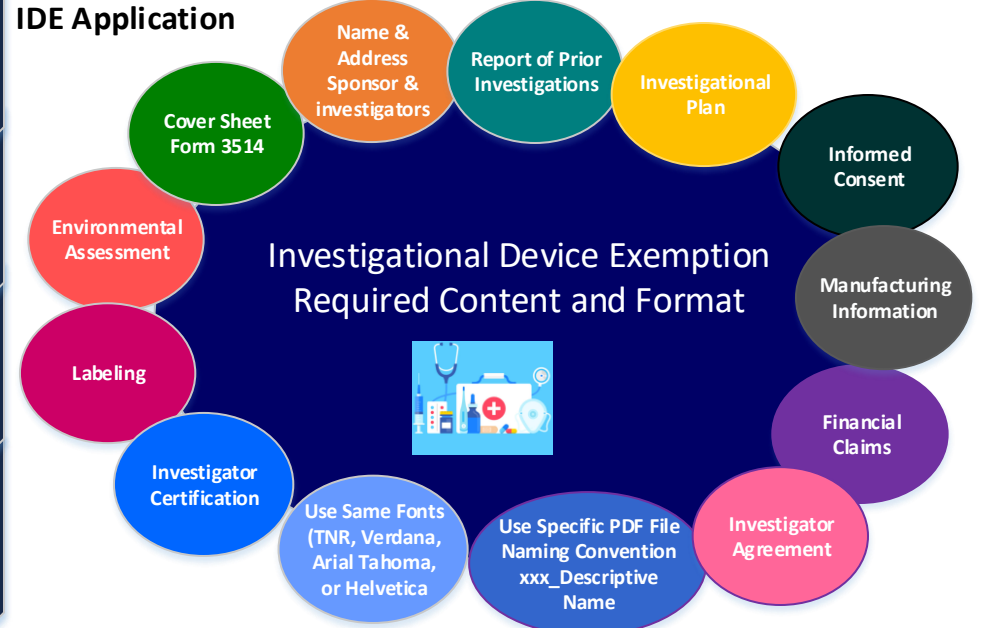 IDE Application
Name &
Address
Sponsor &
investigators
Report of Prior
Investigations
Investigational
Plan
Cover Sheet
Form 3514
Informed
Consent
Environmental
Assessment
Investigational Device Exemption
Required Content and Format
Manufacturing
Information
Labeling
Financial
Claims
Investigator
Certification
Use Same Fonts
(TNR, Verdana,
Arial Tahoma,
or Helvetica
Use Specific PDF File
Naming Convention
xxx_Descriptive
Name
Investigator
Agreement